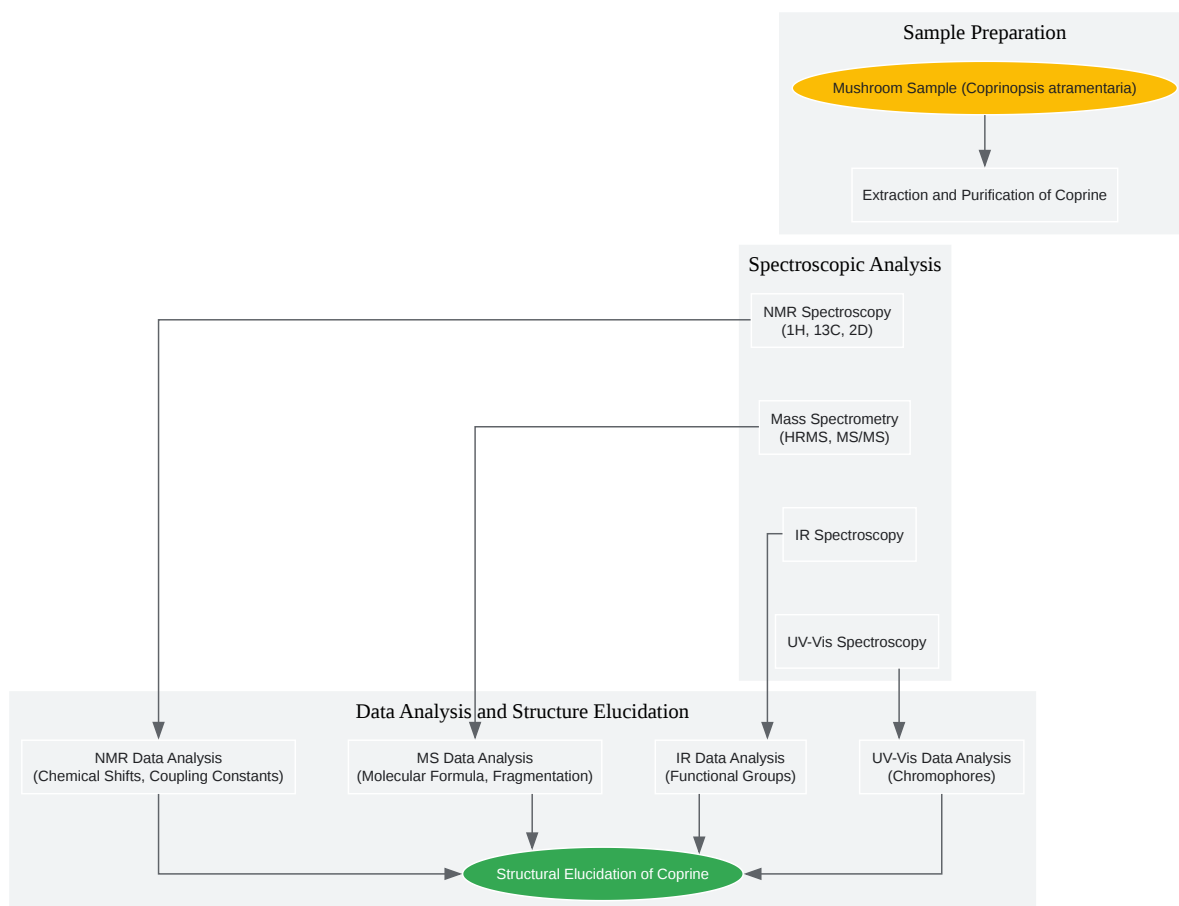 Sample Preparation
Mushroom Sample (Coprinopsis atramentaria)
Extraction and Purification of Coprine
Spectroscopic Analysis
NMR Spectroscopy
(1H, 13C, 2D)
Mass Spectrometry
(HRMS, MS/MS)
IR Spectroscopy
UV-Vis Spectroscopy
Data Analysis and Structure Elucidation
NMR Data Analysis
(Chemical Shifts, Coupling Constants)
MS Data Analysis
(Molecular Formula, Fragmentation)
IR Data Analysis
(Functional Groups)
UV-Vis Data Analysis
(Chromophores)
Structural Elucidation of Coprine